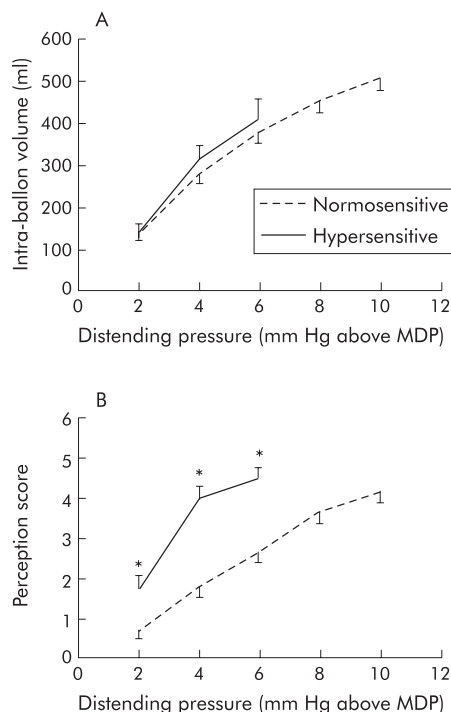 A
600
500
400
300
200
100
0
Intra-ballon volume (ml)
Normosensitive
Hypersensitive
0 2 4 6 8 10 12
Distending pressure (mm Hg above MDP)
B
6
5
4
3
2
1
0
Perception score
* * *
0 2 4 6 8 10 12
Distending pressure (mm Hg above MDP)